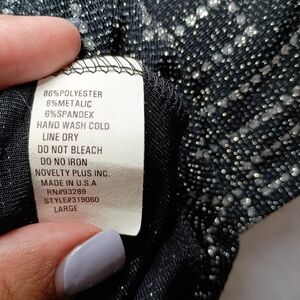 86%POLYESTER
8%METALIC
6%SPANDEX
HAND WASH COLD
LINE DRY
DO NOT BLEACH
DO NO IRON
NOVELTY PLUS INC.
MADE IN U.S.A
RN#93289
STYLE#319060
LARGE